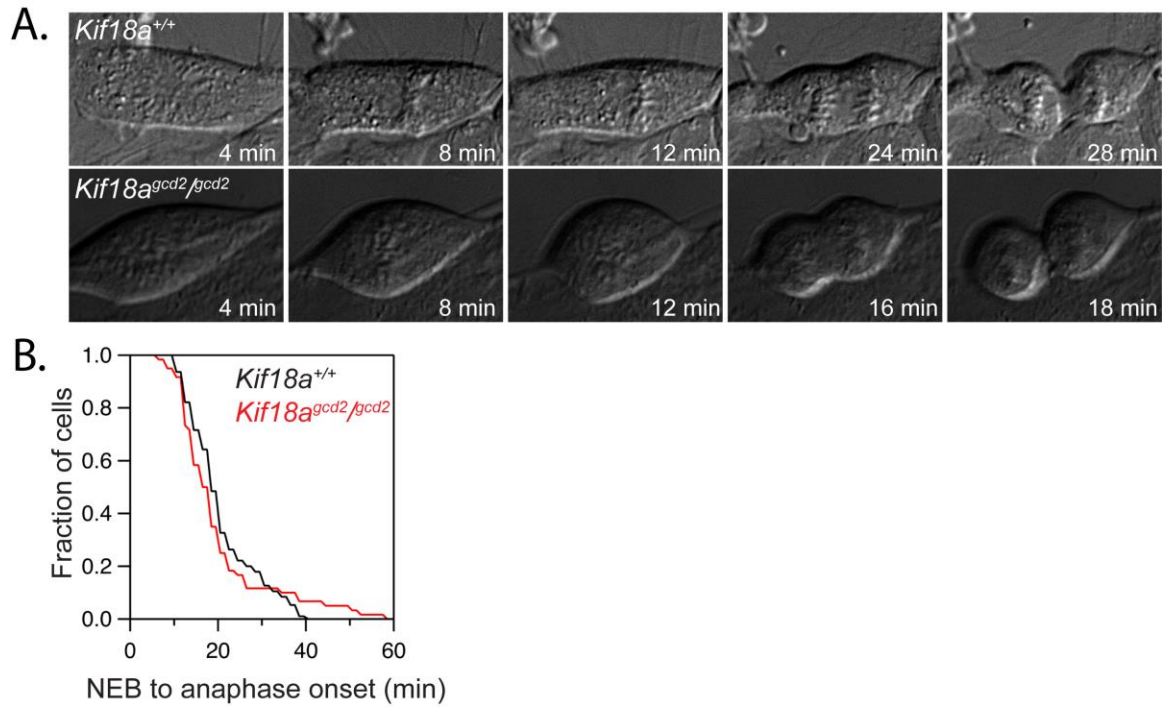 A.
Kif18a+/+
4 min
8 min
12 min
24 min
28 min
Kif18agcd2/gcd2
4 min
8 min
12 min
16 min
18 min
B.
Fraction of cells
1.0
0.8
0.6
0.4
0.2
0.0
Kif18a+/+
Kif18agcd2/gcd2
0
20
40
60
NEB to anaphase onset (min)